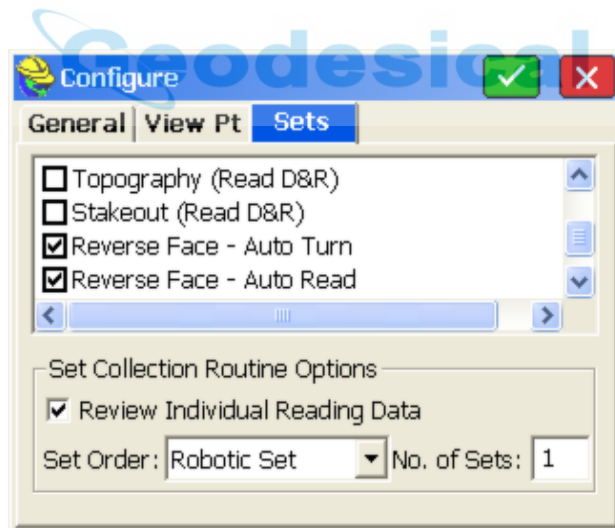 Geodesical
Configure
General View Pt Sets
Topography (Read D&R)
Stakeout (Read D&R)
Reverse Face - Auto Turn
Reverse Face - Auto Read
Set Collection Routine Options
Review Individual Reading Data
Set Order: Robotic Set No. of Sets: 1